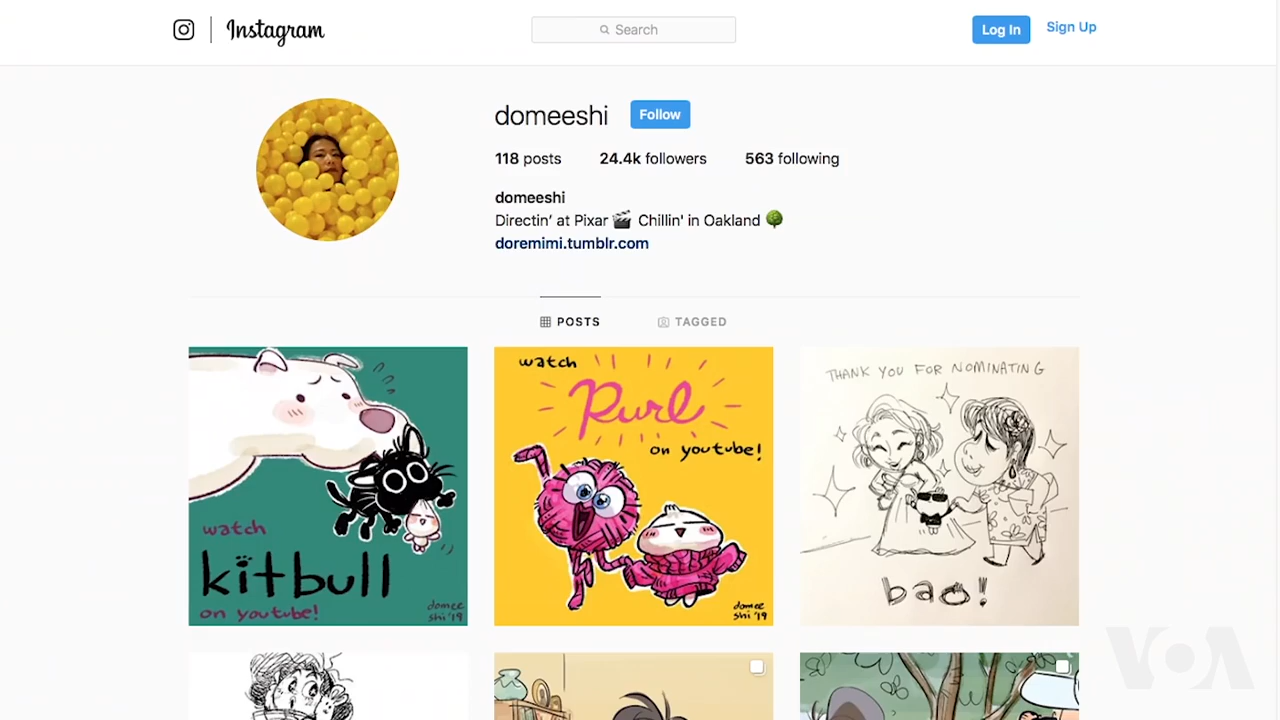 Instagram
Search
Log In
Sign Up
domeeshi
Follow
118 posts 24.4k followers 563 following
domeeshi
Directin’ at Pixar 🎬 Chillin' in Oakland 🌳
doremimi.tumblr.com
POSTS
TAGGED
watch
kitbull
on youtube!
domee
shi '19
watch
Purl
on youtube!
domee
shi '19
THANK YOU FOR NOMINATING
bao!
VOA